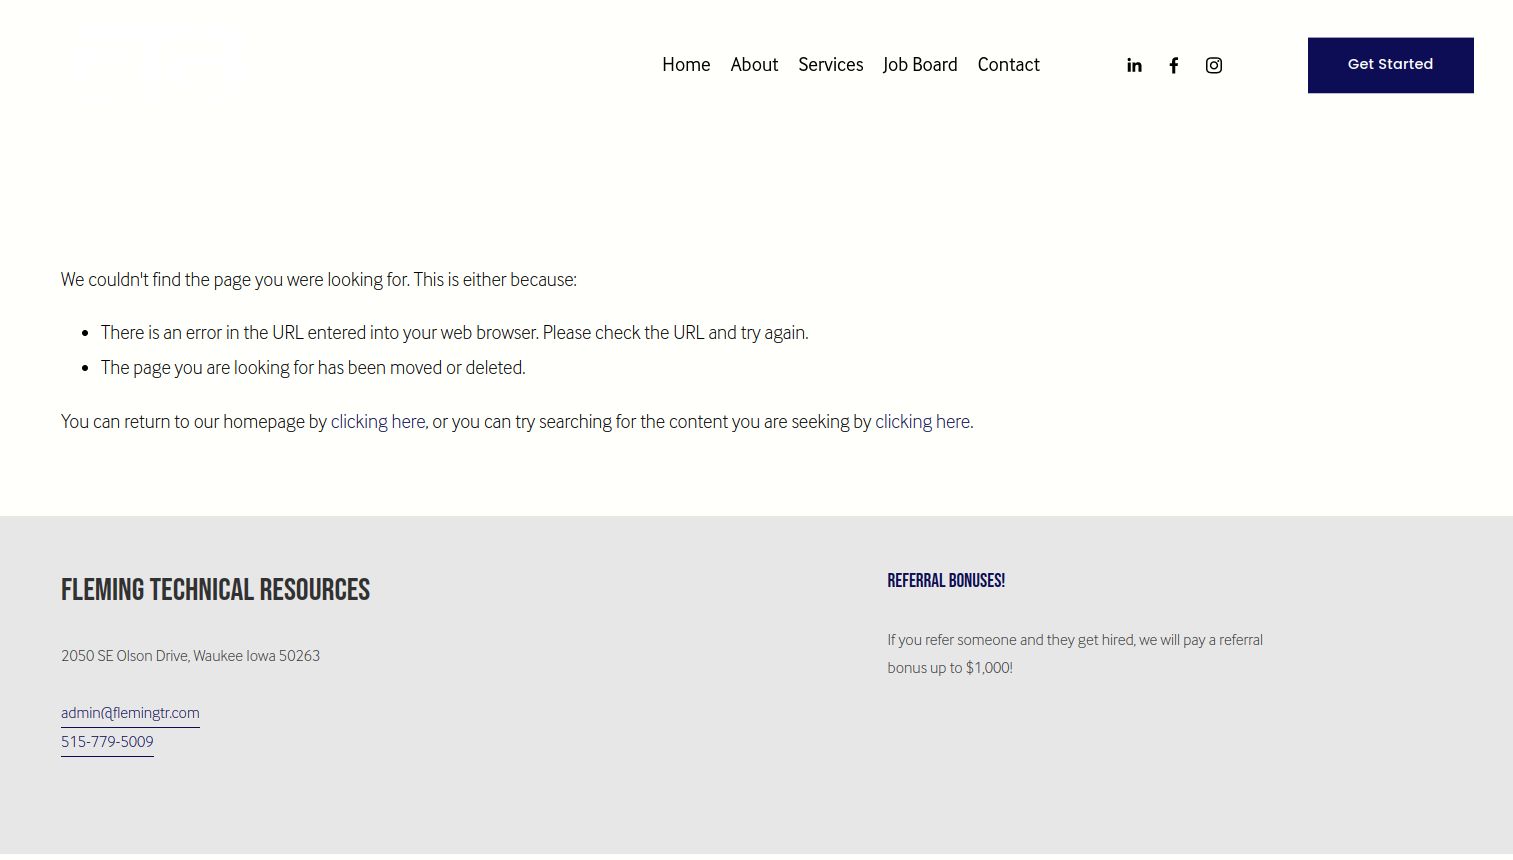 Home About Services Job Board Contact
Get Started
We couldn't find the page you were looking for. This is either because:
There is an error in the URL entered into your web browser. Please check the URL and try again.
The page you are looking for has been moved or deleted.
You can return to our homepage by clicking here, or you can try searching for the content you are seeking by clicking here.
FLEMING TECHNICAL RESOURCES
2050 SE Olson Drive, Waukee Iowa 50263
admin@flemingtr.com
515-779-5009
REFERRAL BONUSES!
If you refer someone and they get hired, we will pay a referral
bonus up to $1,000!